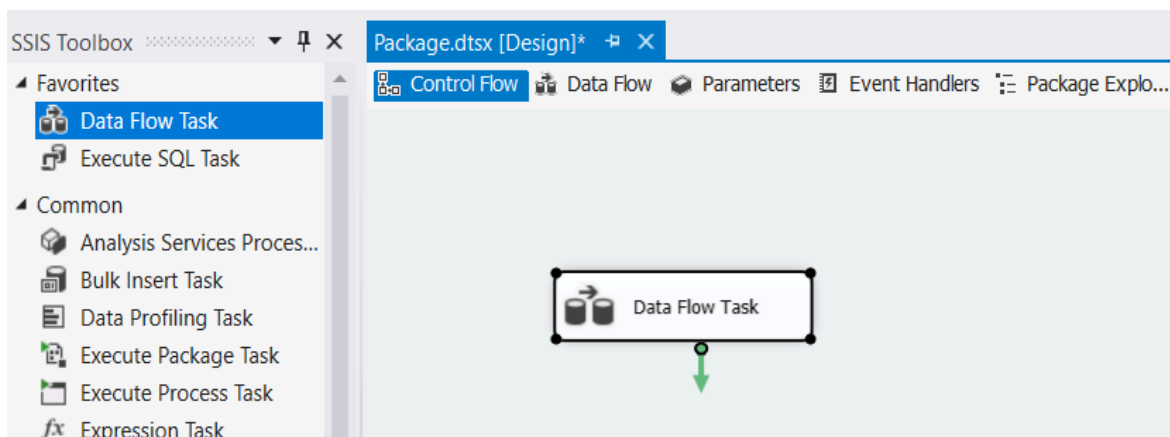 SSIS Toolbox
Favorites
Data Flow Task
Execute SQL Task
Common
Analysis Services Proces...
Bulk Insert Task
Data Profiling Task
Execute Package Task
Execute Process Task
fx Expression Task
Package.dtsx [Design]*
Control Flow Data Flow Parameters Event Handlers Package Explo...
Data Flow Task